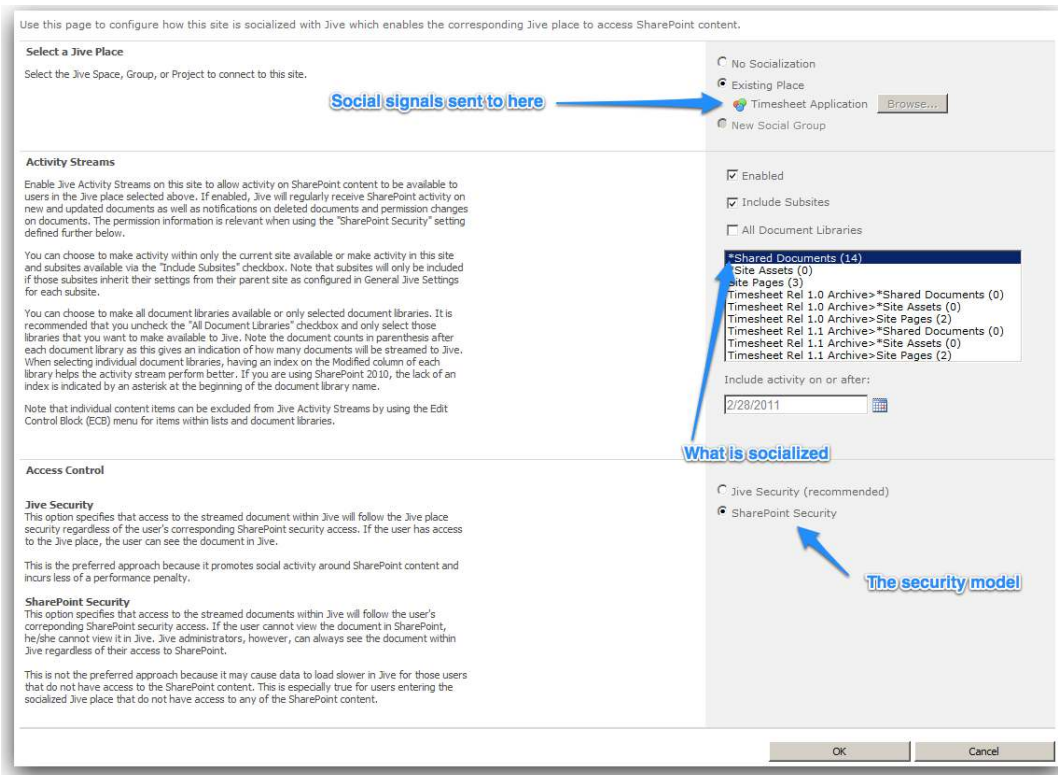 Use this page to configure how this site is socialized with Jive which enables the corresponding Jive place to access SharePoint content.
Select a Jive Place
Select the Jive Space, Group, or Project to connect to this site.
No Socialization
Existing Place
Social signals sent to here
Timesheet Application
Browse...
New Social Group
Activity Streams
Enable Jive Activity Streams on this site to allow activity on SharePoint content to be available to
users in the Jive place selected above. If enabled, Jive will regularly receive SharePoint activity on
new and updated documents as well as notifications on deleted documents and permission changes
on documents. The permission information is relevant when using the "SharePoint Security" setting
defined further below.
You can choose to make activity within only the current site available or make activity in this site
and subsites available via the "Include Subsites" checkbox. Note that subsites will only be included
if those subsites inherit their settings from their parent site as configured in General Jive Settings
for each subsite.
You can choose to make all document libraries available or only selected document libraries. It is
recommended that you uncheck the "All Document Libraries" checkbox and only select those
libraries that you want to make available to Jive. Note the document counts in parenthesis after
each document library as this gives an indication of how many documents will be streamed to Jive.
When selecting individual document libraries, having an index on the Modified column of each
library helps the activity stream perform better. If you are using SharePoint 2010, the lack of an
index is indicated by an asterisk at the beginning of the document library name.
Note that individual content items can be excluded from Jive Activity Streams by using the Edit
Control Block (ECB) menu for items within lists and document libraries.
Enabled
Include Subsites
All Document Libraries
*Shared Documents (14)
*Site Assets (0)
Site Pages (3)
Timesheet Rel 1.0 Archive>*Shared Documents (0)
Timesheet Rel 1.0 Archive>*Site Assets (0)
Timesheet Rel 1.0 Archive>Site Pages (2)
Timesheet Rel 1.1 Archive>*Shared Documents (0)
Timesheet Rel 1.1 Archive>*Site Assets (0)
Timesheet Rel 1.1 Archive>Site Pages (2)
Include activity on or after:
2/28/2011
What is socialized
Access Control
Jive Security
This option specifies that access to the streamed document within Jive will follow the Jive place
security regardless of the user's corresponding SharePoint security access. If the user has access
to the Jive place, the user can see the document in Jive.
This is the preferred approach because it promotes social activity around SharePoint content and
incurs less of a performance penalty.
SharePoint Security
This option specifies that access to the streamed documents within Jive will follow the user's
correponding SharePoint security access. If the user cannot view the document in SharePoint,
he/she cannot view it in Jive. Jive administrators, however, can always see the document within
Jive regardless of their access to SharePoint.
This is not the preferred approach because it may cause data to load slower in Jive for those users
that do not have access to the SharePoint content. This is especially true for users entering the
socialized Jive place that do not have access to any of the SharePoint content.
Jive Security (recommended)
SharePoint Security
The security model
OK
Cancel